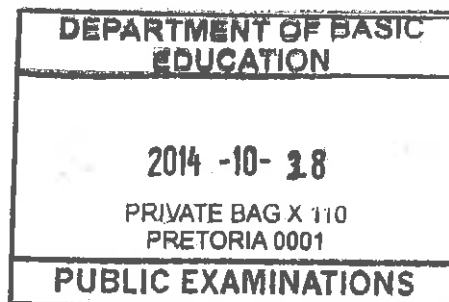 DEPARTMENT OF BASIC
EDUCATION
2014 -10- 28
PRIVATE BAG X 110
PRETORIA 0001
PUBLIC EXAMINATIONS